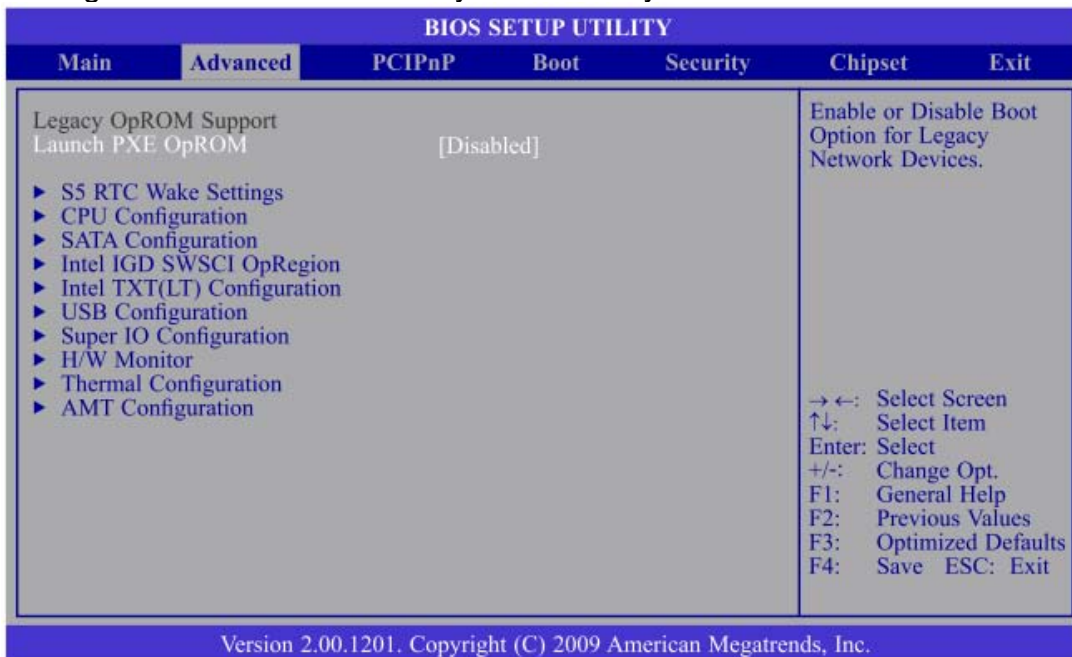 BIOS SETUP UTILITY
Main Advanced PCIPnP Boot Security Chipset Exit
Legacy OpROM Support
Launch PXE OpROM [Disabled]
► S5 RTC Wake Settings
► CPU Configuration
► SATA Configuration
► Intel IGD SWSCI OpRegion
► Intel TXT(LT) Configuration
► USB Configuration
► Super IO Configuration
► H/W Monitor
► Thermal Configuration
► AMT Configuration
Enable or Disable Boot
Option for Legacy
Network Devices.
→←: Select Screen
↑↓: Select Item
Enter: Select
+/-: Change Opt.
F1: General Help
F2: Previous Values
F3: Optimized Defaults
F4: Save ESC: Exit
Version 2.00.1201. Copyright (C) 2009 American Megatrends, Inc.